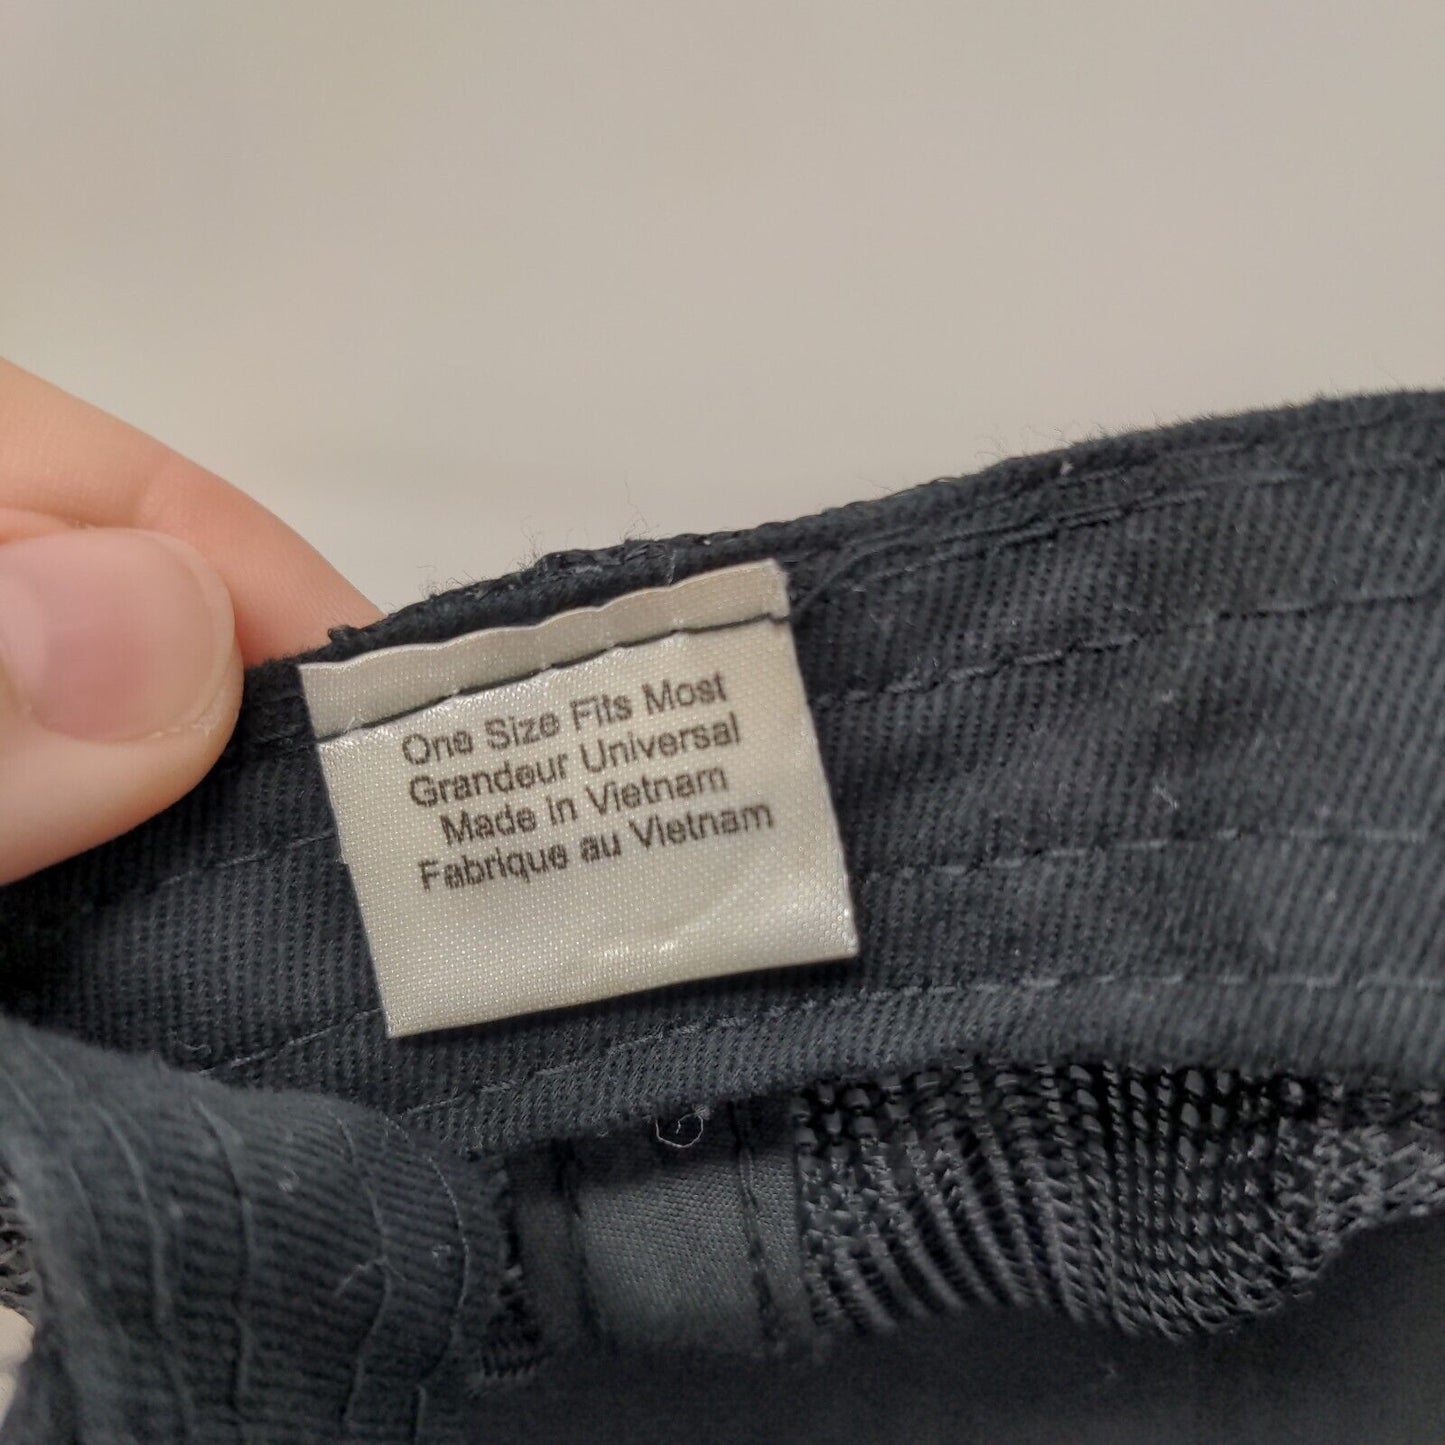 One Size Fits Most
Grandeur Universal
Made in Vietnam
Fabrique au Vietnam